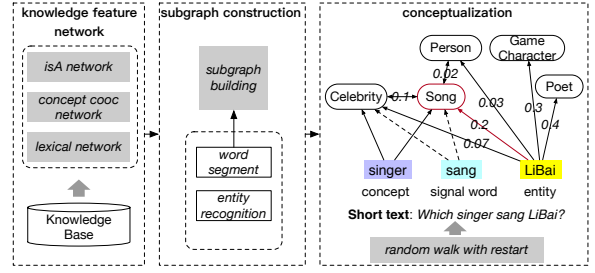 knowledge feature
network
isA network
concept cooc
network
lexical network
Knowledge
Base
subgraph construction
subgraph
building
word
segment
entity
recognition
conceptualization
Person
Game
Character
Celebrity
Song
Poet
0.02
0.1
0.03
0.3
0.4
0.2
0.07
singer
sang
LiBai
concept
signal word
entity
Short text: Which singer sang LiBai?
random walk with restart